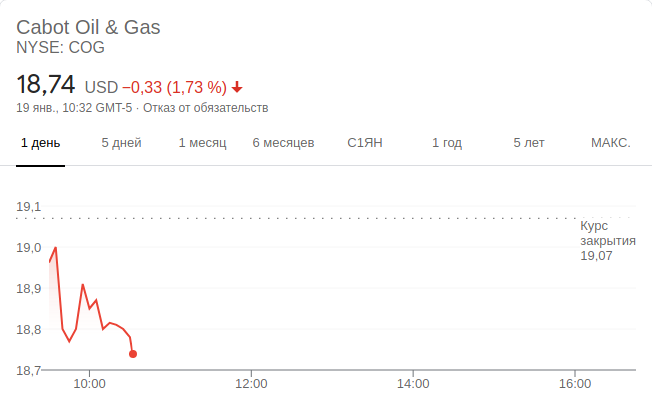 Cabot Oil & Gas
NYSE: COG
18,74 USD −0,33 (1,73 %)
19 янв., 10:32 GMT-5 · Отказ от обязательств
1 день 5 дней 1 месяц 6 месяцев С1ЯН 1 год 5 лет МАКС.
19,1
Курс
закрытия
19,07
19,0
18,9
18,8
18,7
10:00 12:00 14:00 16:00